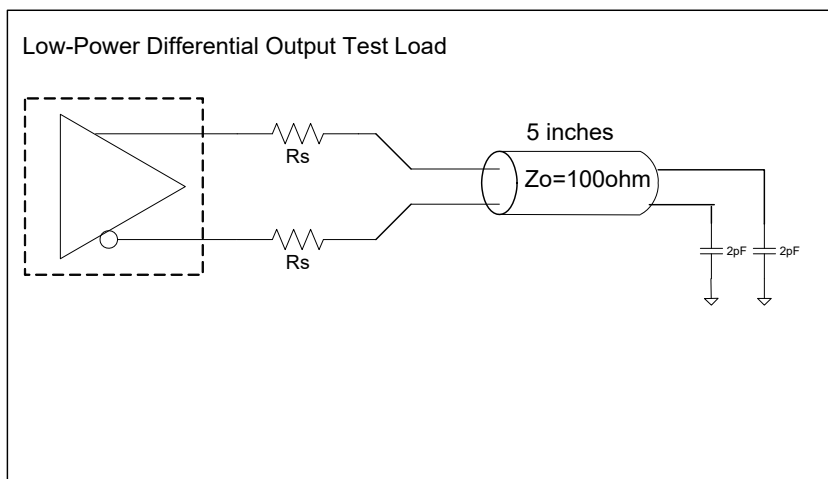 Low-Power Differential Output Test Load
Rs
5 inches
Zo=100ohm
Rs
2pF
2pF